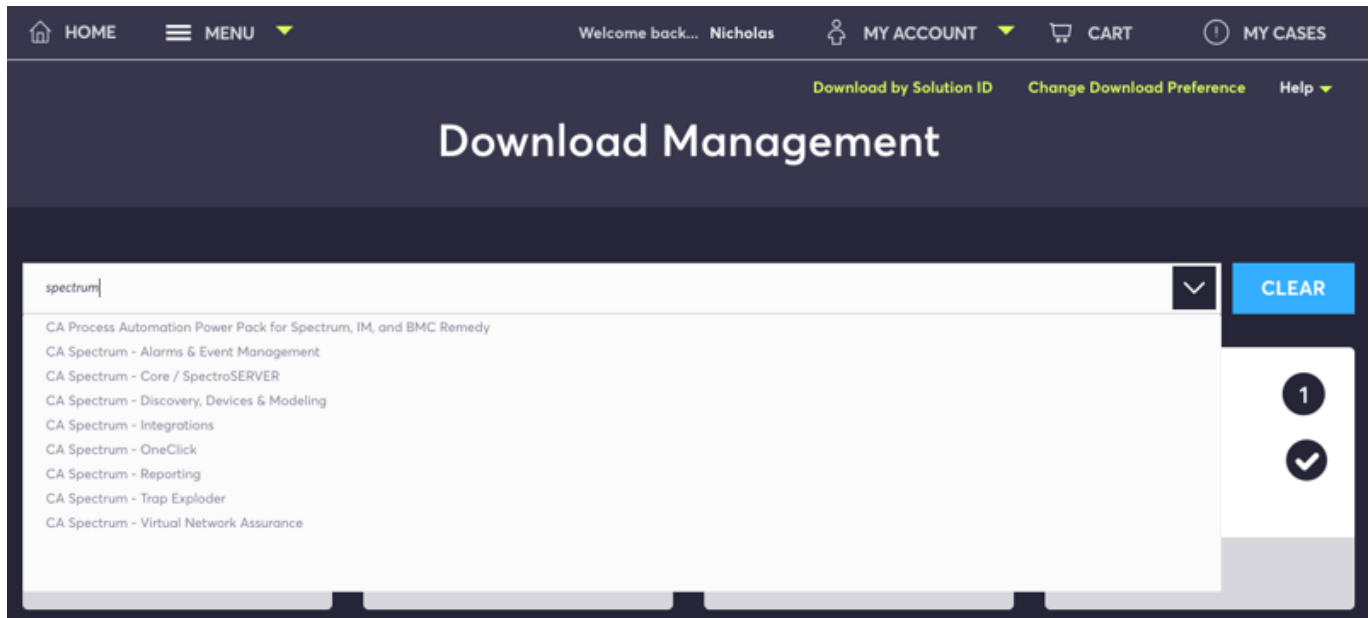 HOME MENU Welcome back... Nicholas MY ACCOUNT CART MY CASES
Download by Solution ID Change Download Preference Help
Download Management
spectrum CLEAR
CA Process Automation Power Pack for Spectrum, IM, and BMC Remedy
CA Spectrum - Alarms & Event Management
CA Spectrum - Core / SpectroSERVER
CA Spectrum - Discovery, Devices & Modeling
1
CA Spectrum - Integrations
CA Spectrum - OneClick
CA Spectrum - Reporting
CA Spectrum - Trap Exploder
CA Spectrum - Virtual Network Assurance